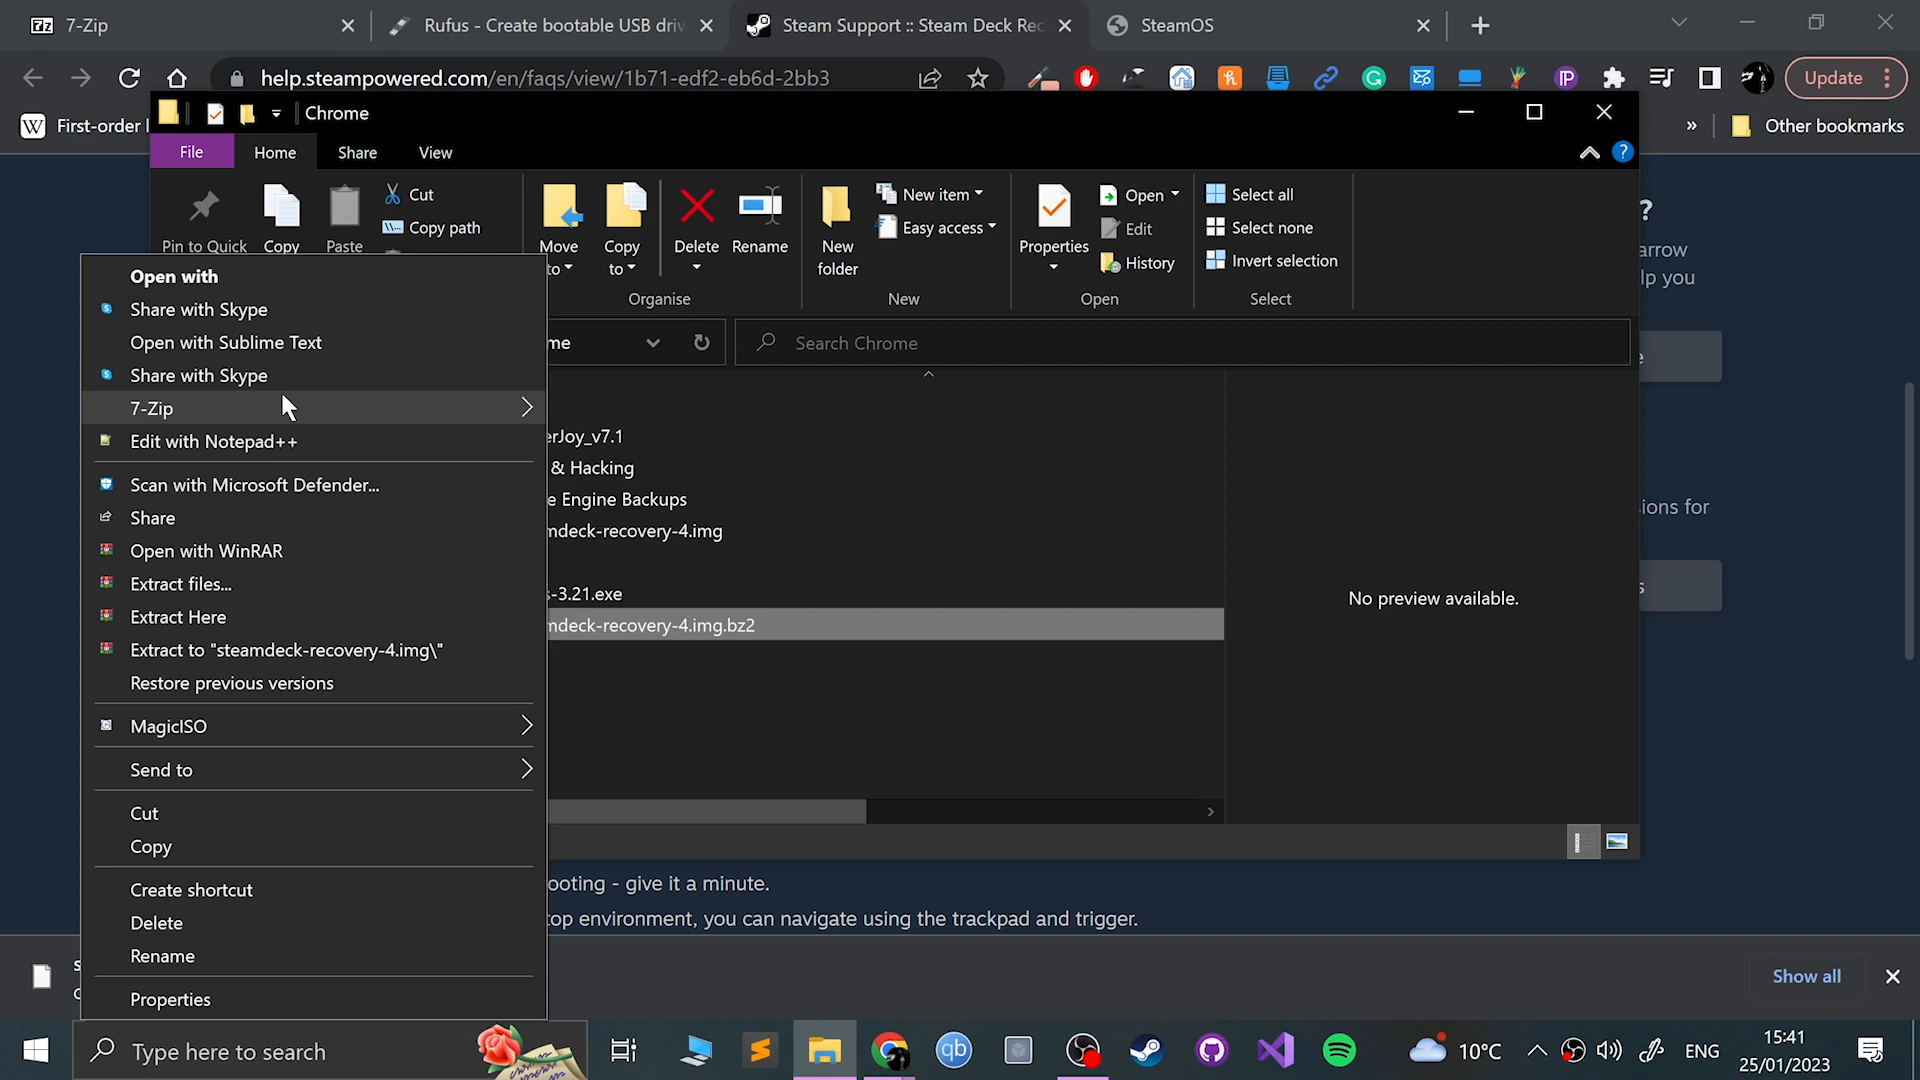 7z 7-Zip
Rufus - Create bootable USB driv
Steam Support :: Steam Deck Rec
SteamOS
help.steampowered.com/en/faqs/view/1b71-edf2-eb6d-2bb3
Update
W First-order l
Other bookmarks
Chrome
File
Home
Share
View
Pin to Quick
Copy
Paste
Cut
Copy path
Move to
Copy to
Delete
Rename
New folder
New item
Easy access
Properties
Open
Edit
History
Select all
Select none
Invert selection
Organise
New
Open
Select
?
arrow
lp you
me
Search Chrome
e
Open with
Share with Skype
Open with Sublime Text
Share with Skype
7-Zip
Edit with Notepad++
Scan with Microsoft Defender...
Share
Open with WinRAR
Extract files...
Extract Here
Extract to "steamdeck-recovery-4.img\"
Restore previous versions
MagicISO
Send to
Cut
Copy
Create shortcut
Delete
Rename
Properties
erJoy_v7.1
& Hacking
e Engine Backups
mdeck-recovery-4.img
s-3.21.exe
mdeck-recovery-4.img.bz2
No preview available.
ions for
s
ooting - give it a minute.
top environment, you can navigate using the trackpad and trigger.
Show all
Type here to search
qb
10°C
ENG
15:41
25/01/2023